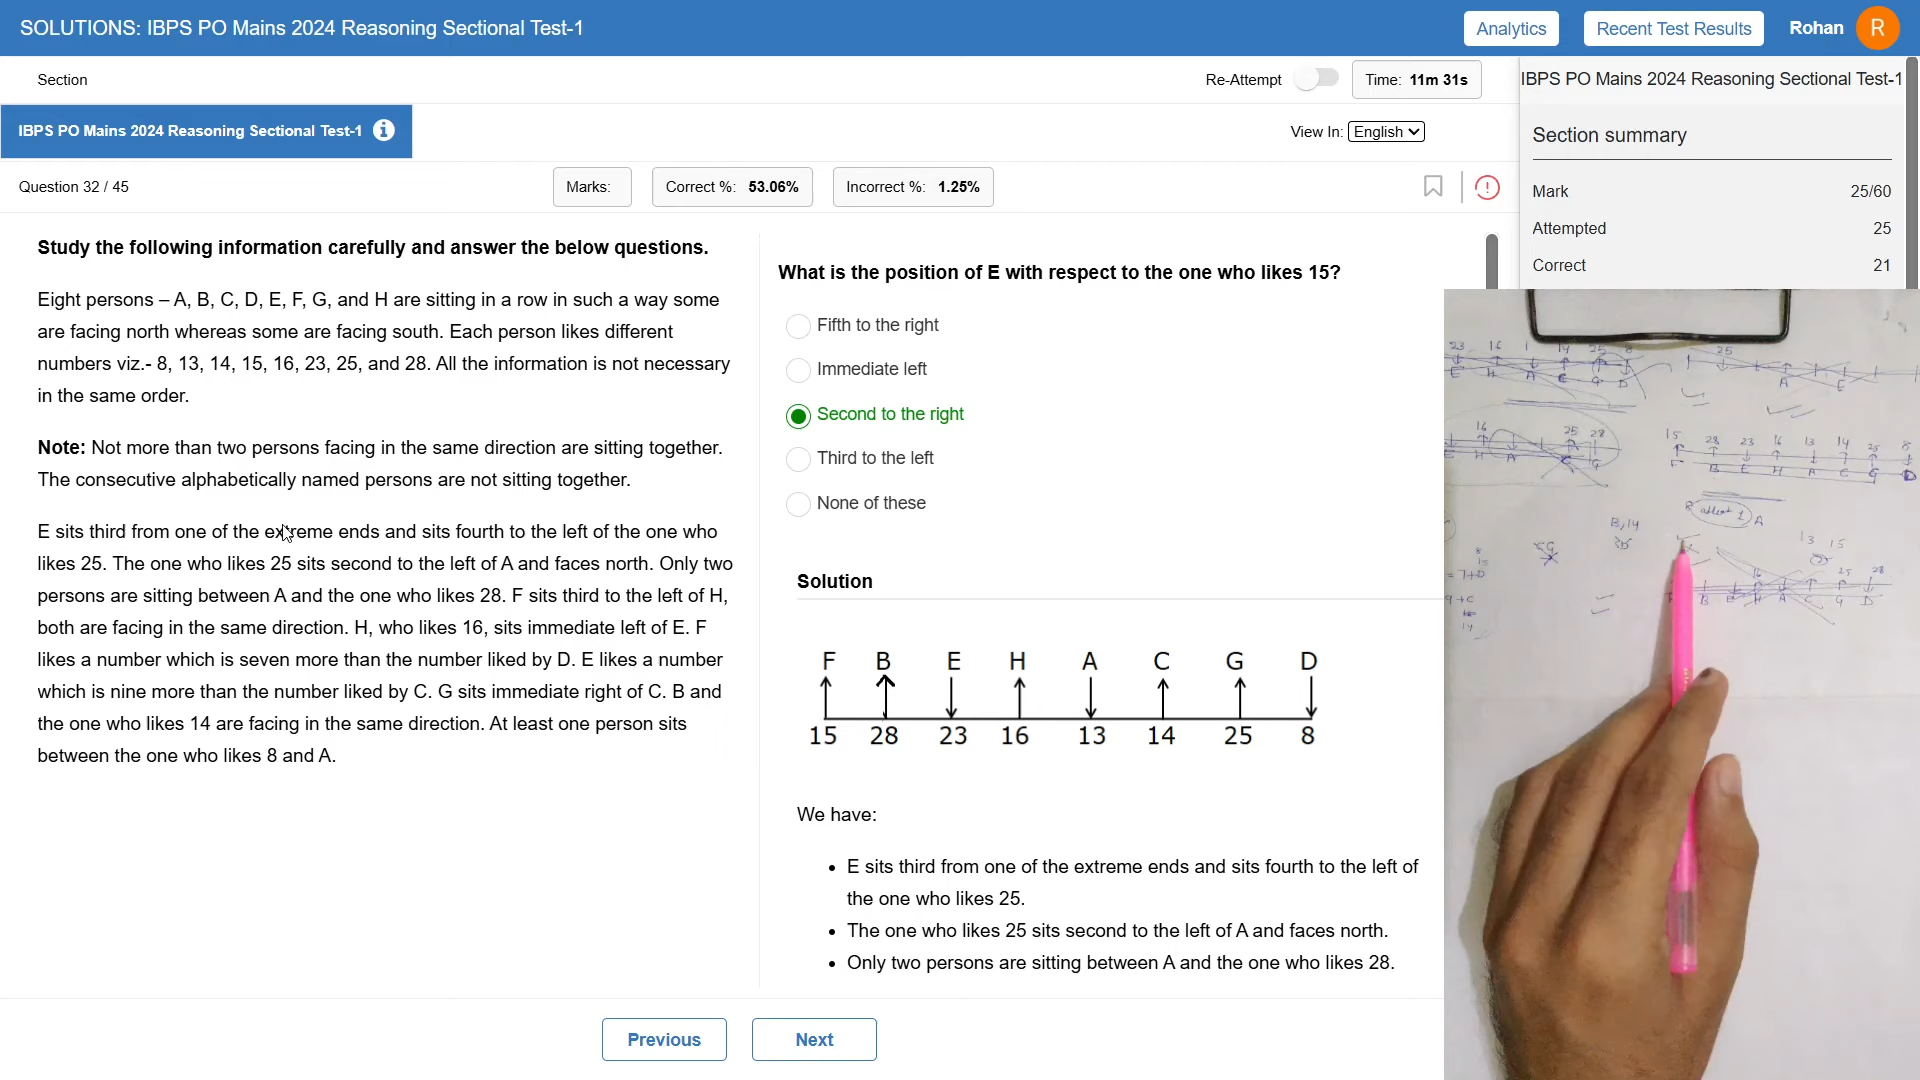 SOLUTIONS: IBPS PO Mains 2024 Reasoning Sectional Test-1
Analytics
Recent Test Results
Rohan
R
Section
Re-Attempt
Time: 11m 31s
IBPS PO Mains 2024 Reasoning Sectional Test-1
IBPS PO Mains 2024 Reasoning Sectional Test-1
View In: English
Section summary
Question 32 / 45
Marks:
Correct %: 53.06%
Incorrect %: 1.25%
Mark 25/60
Attempted 25
Correct 21
Study the following information carefully and answer the below questions.
Eight persons – A, B, C, D, E, F, G, and H are sitting in a row in such a way some
are facing north whereas some are facing south. Each person likes different
numbers viz.- 8, 13, 14, 15, 16, 23, 25, and 28. All the information is not necessary
in the same order.
Note: Not more than two persons facing in the same direction are sitting together.
The consecutive alphabetically named persons are not sitting together.
E sits third from one of the extreme ends and sits fourth to the left of the one who
likes 25. The one who likes 25 sits second to the left of A and faces north. Only two
persons are sitting between A and the one who likes 28. F sits third to the left of H,
both are facing in the same direction. H, who likes 16, sits immediate left of E. F
likes a number which is seven more than the number liked by D. E likes a number
which is nine more than the number liked by C. G sits immediate right of C. B and
the one who likes 14 are facing in the same direction. At least one person sits
between the one who likes 8 and A.
What is the position of E with respect to the one who likes 15?
Fifth to the right
Immediate left
Second to the right
Third to the left
None of these
Solution
F B E H A C G D
15 28 23 16 13 14 25 8
We have:
• E sits third from one of the extreme ends and sits fourth to the left of
the one who likes 25.
• The one who likes 25 sits second to the left of A and faces north.
• Only two persons are sitting between A and the one who likes 28.
Previous
Next
15 28 23 16 13 14 25 8
F B E H A C G D
B, 14
13 15
16 25 28
B E H A C G D